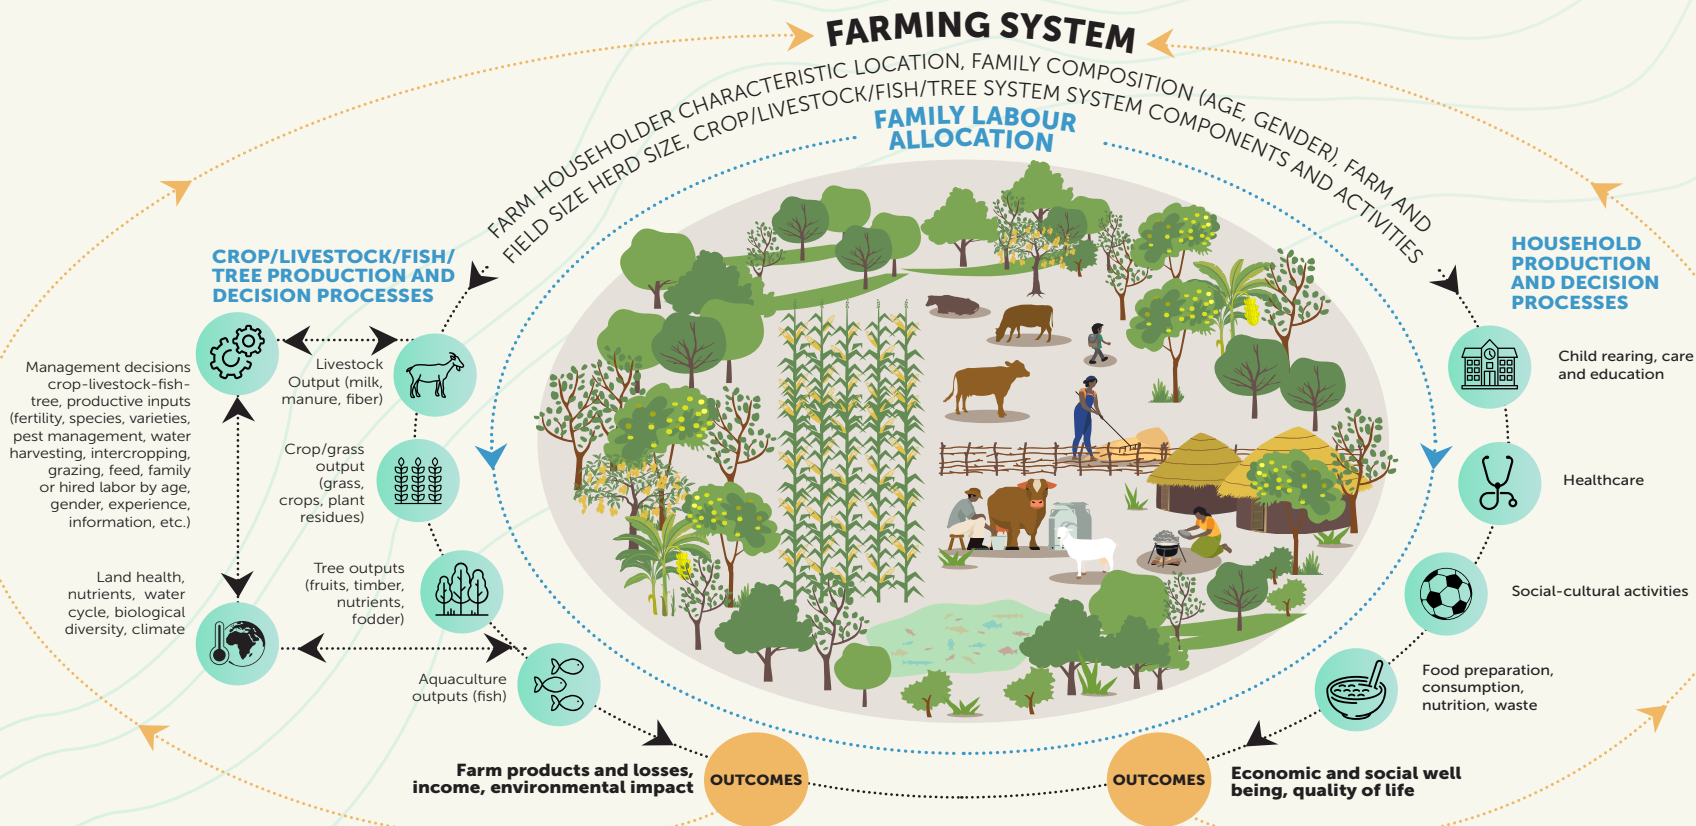 FARMING SYSTEM
FARM HOUSEHOLDER CHARACTERISTIC LOCATION, FAMILY COMPOSITION (AGE, GENDER), FARM AND
FIELD SIZE HERD SIZE, CROP/LIVESTOCK/FISH/TREE SYSTEM SYSTEM COMPONENTS AND ACTIVITIES
FAMILY LABOUR
ALLOCATION
CROP/LIVESTOCK/FISH/
TREE PRODUCTION AND
DECISION PROCESSES
Management decisions
crop-livestock-fish-
tree, productive inputs
(fertility, species, varieties,
pest management, water
harvesting, intercropping,
grazing, feed, family
or hired labor by age,
gender, experience,
information, etc.)
Land health,
nutrients, water
cycle, biological
diversity, climate
Livestock
Output (milk,
manure, fiber)
Crop/grass
output
(grass,
crops, plant
residues)
Tree outputs
(fruits, timber,
nutrients,
fodder)
Aquaculture
outputs (fish)
Farm products and losses,
income, environmental impact
OUTCOMES
HOUSEHOLD
PRODUCTION
AND DECISION
PROCESSES
Child rearing, care
and education
Healthcare
Social-cultural activities
Food preparation,
consumption,
nutrition, waste
OUTCOMES
Economic and social well
being, quality of life